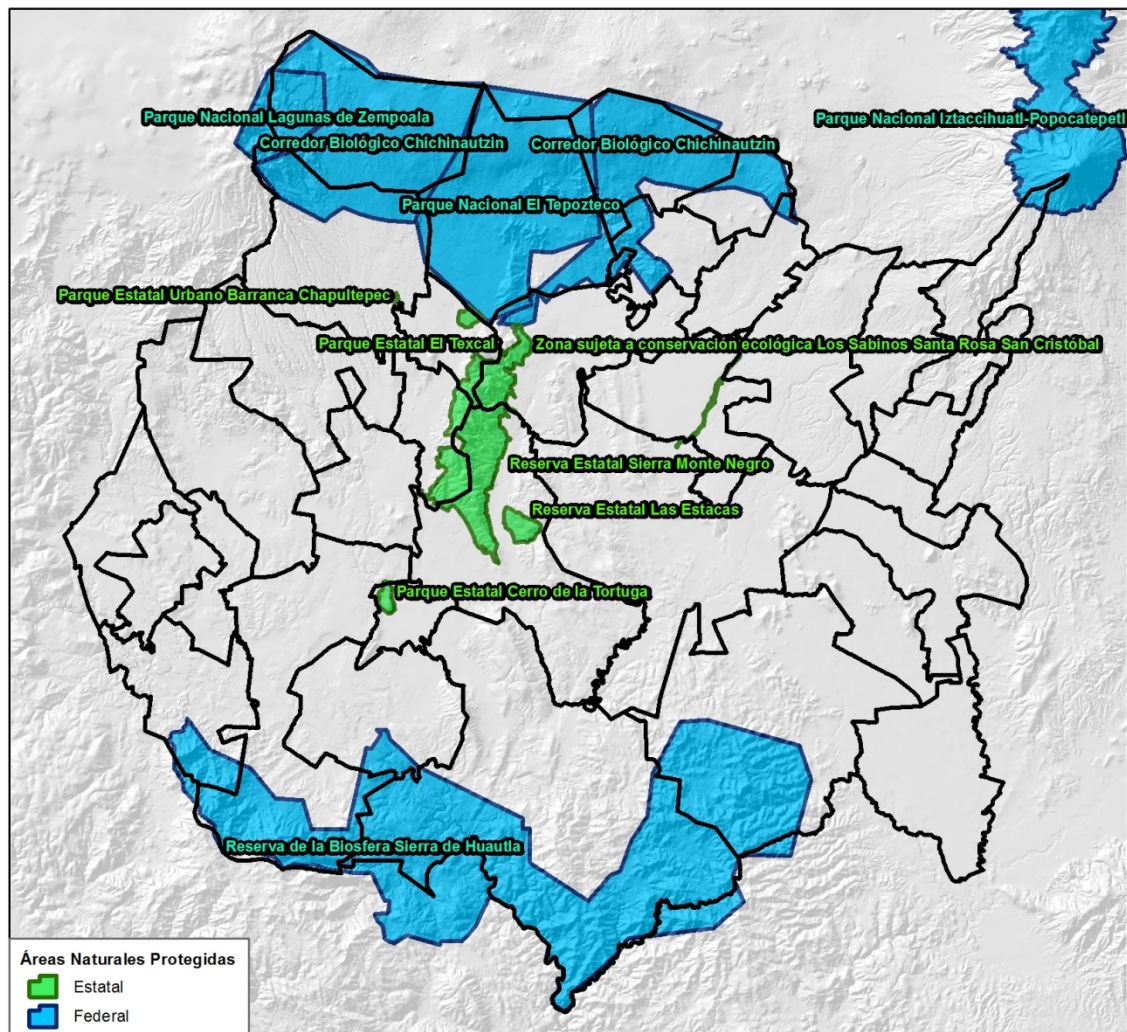 Parque Nacional Lagunas de Zempoala
Parque Nacional Iztaccihuatl-Popocatepetl
Corredor Biológico Chichinautzin
Corredor Biológico Chichinautzin
Parque Nacional El Tepozteco
Parque Estatal Urbano Barranca Chapultepec
Parque Estatal El Texcal
Zona sujeta a conservación ecológica Los Sabinos Santa Rosa San Cristóbal
Reserva Estatal Sierra Monte Negro
Reserva Estatal Las Estacas
Parque Estatal Cerro de la Tortuga
Reserva de la Biosfera Sierra de Huautla
Áreas Naturales Protegidas
Estatal
Federal